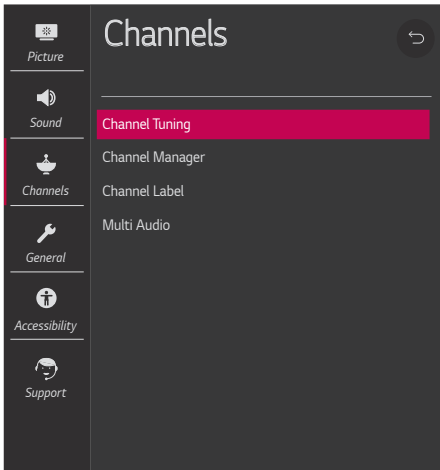 Channels
Picture
Sound
Channels
General
Accessibility
Support
Channel Tuning
Channel Manager
Channel Label
Multi Audio